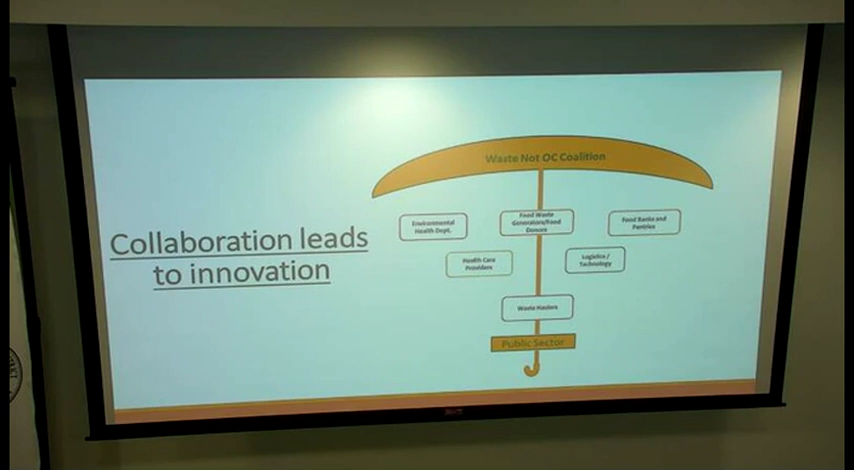 Collaboration leads
to innovation
Waste Not OC Coalition
Environmental
Health Dept.
Food Waste
Generators/Food
Donors
Food Banks and
Pantries
Health Care
Providers
Logistics /
Technology
Waste Haulers
Public Sector